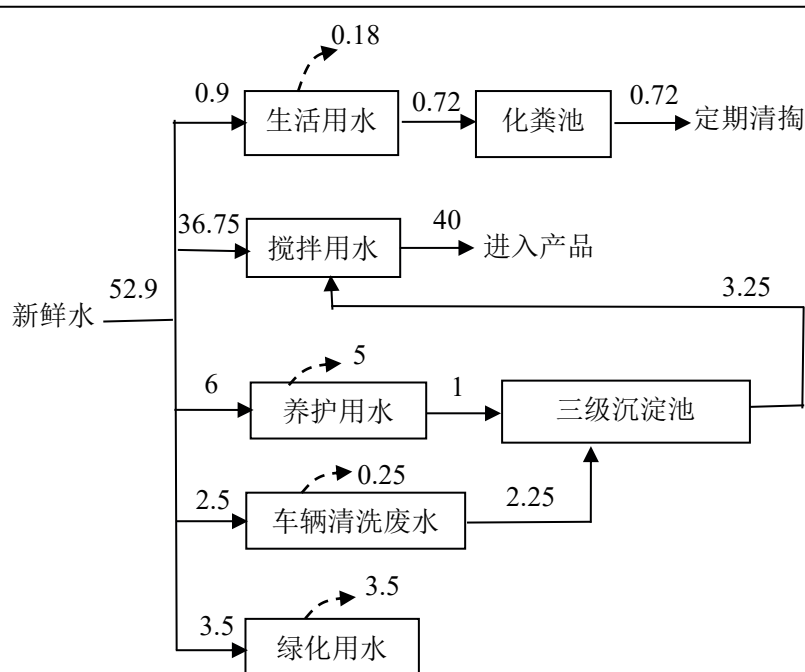 0.18
0.9 生活用水 0.72 化粪池 0.72 定期清掏
36.75 搅拌用水 40 进入产品
3.25
新鲜水 52.9
6 养护用水 5 1 三级沉淀池
0.25
2.5 车辆清洗废水 2.25
3.5
3.5 绿化用水